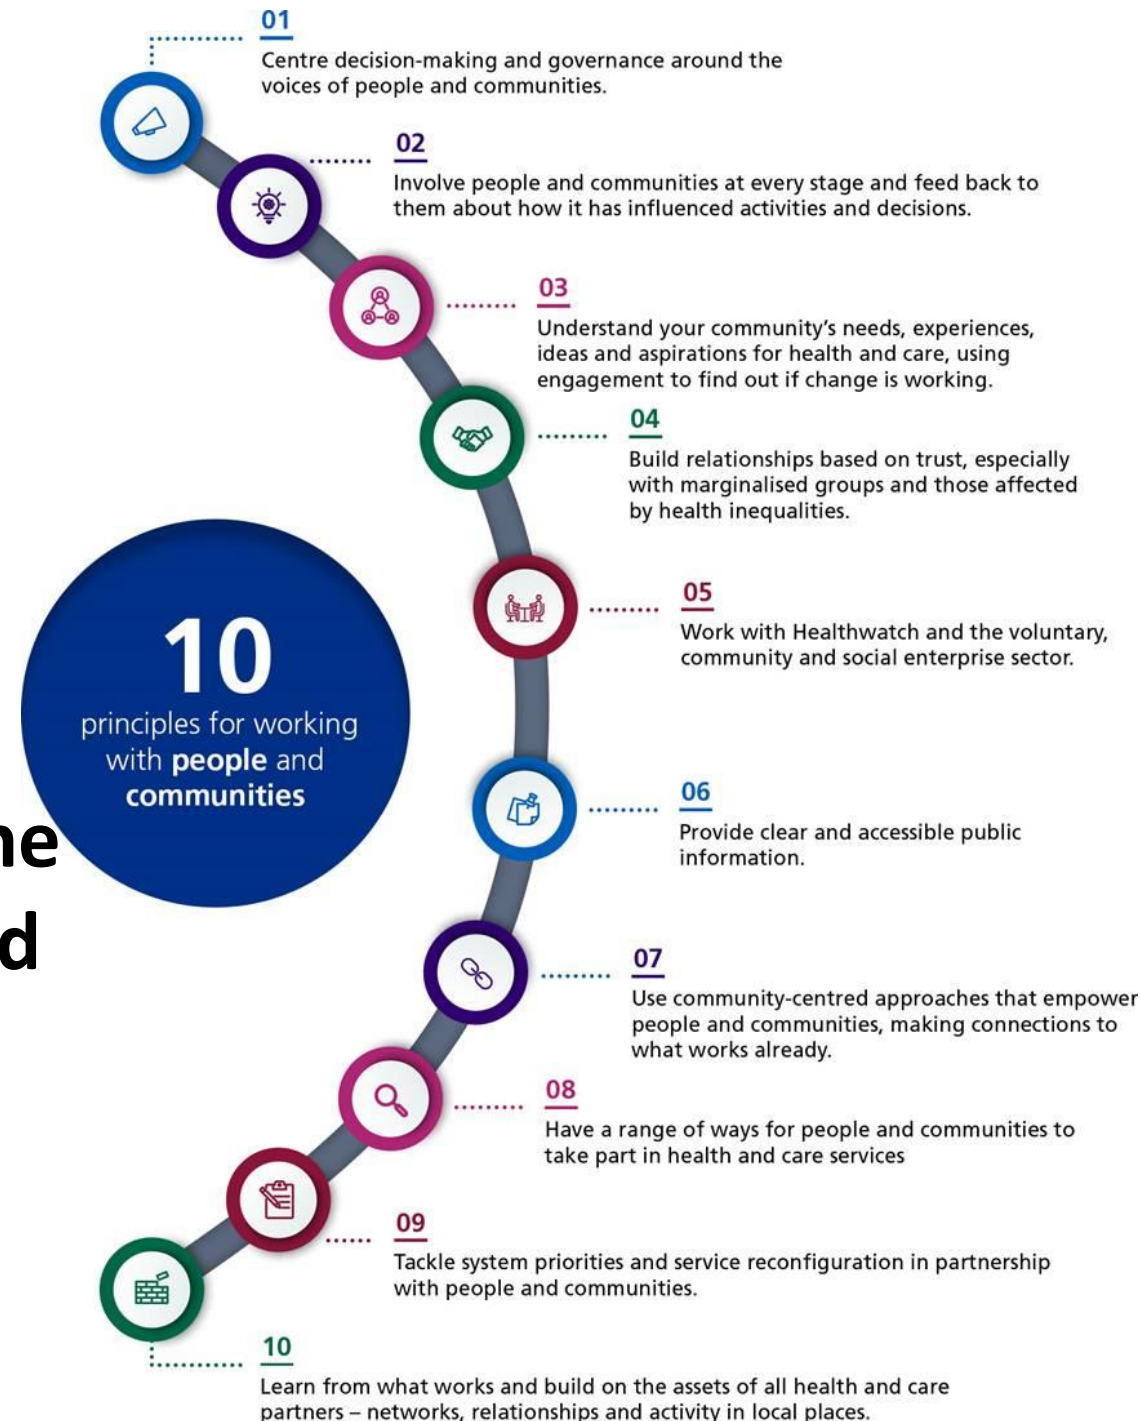 01
Centre decision-making and governance around the
voices of people and communities.
02
Involve people and communities at every stage and feed back to
them about how it has influenced activities and decisions.
03
Understand your community’s needs, experiences,
ideas and aspirations for health and care, using
engagement to find out if change is working.
04
Build relationships based on trust, especially
with marginalised groups and those affected
by health inequalities.
05
Work with Healthwatch and the voluntary,
community and social enterprise sector.
10
principles for working
with people and
communities
06
Provide clear and accessible public
information.
07
Use community-centred approaches that empower
people and communities, making connections to
what works already.
08
Have a range of ways for people and communities to
take part in health and care services
09
Tackle system priorities and service reconfiguration in partnership
with people and communities.
10
Learn from what works and build on the assets of all health and care
partners – networks, relationships and activity in local places.